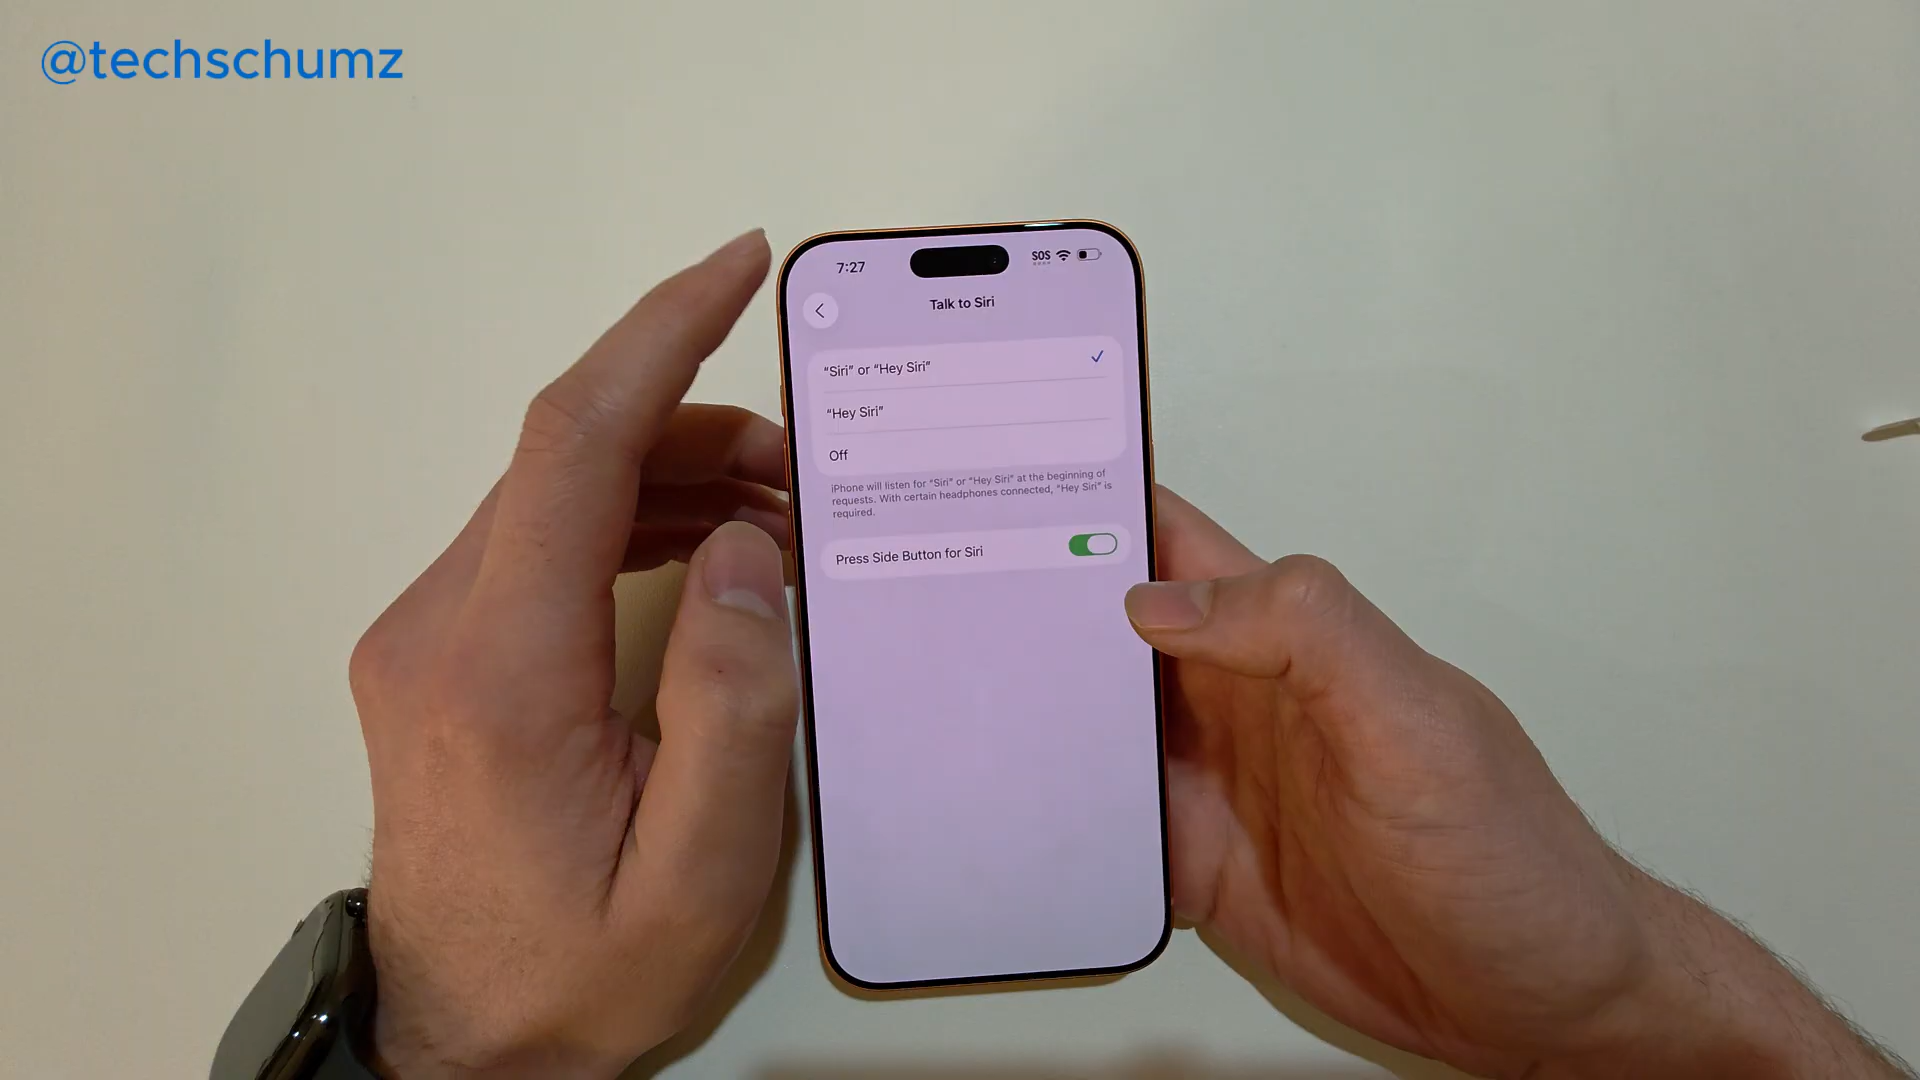 @techschumz
7:27
SOS
Talk to Siri
“Siri” or “Hey Siri”
“Hey Siri”
Off
iPhone will listen for “Siri” or “Hey Siri” at the beginning of
requests. With certain headphones connected, “Hey Siri” is
required.
Press Side Button for Siri